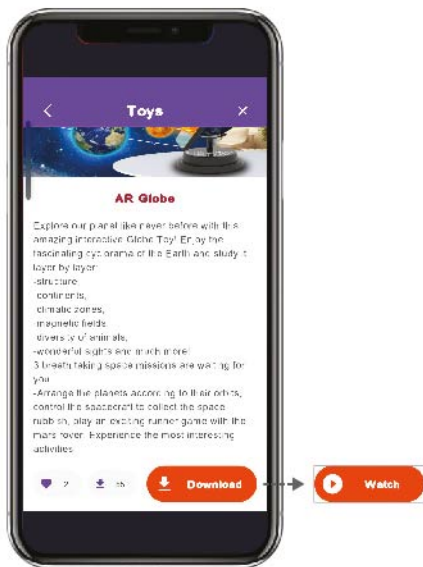 Toys
AR Globe
Explore our planet like never before with this
amazing interactive Globe Toy! Enjoy the
fascinating cyclorama of the Earth and study it
layer by layer:
-structure,
-continents,
-climatic zones,
-magnetic fields,
-diversity of animals,
-wonderful sights and much more!
3 breath taking space missions are waiting for
you
-Arrange the planets according to their orbits,
control the spacecraft to collect the space
rubbish, play an exciting runner game with the
mars rover. Experience the most interesting
activities
2
Download
Watch